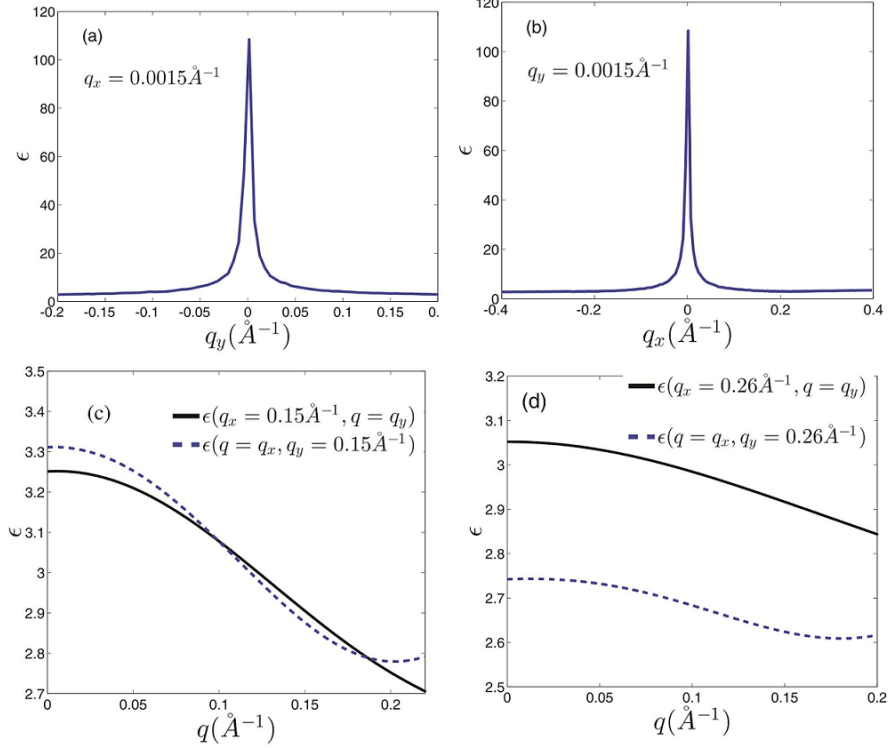 (a)
q_x = 0.0015Å⁻¹
120
100
80
60
40
20
0
ϵ
-0.2 -0.15 -0.1 -0.05 0 0.05 0.1 0.15 0.
q_y(Å⁻¹)
(b)
q_y = 0.0015Å⁻¹
120
100
80
60
40
20
0
ϵ
-0.4 -0.2 0 0.2 0.4
q_x(Å⁻¹)
(c)
ϵ(q_x = 0.15Å⁻¹, q = q_y)
ϵ(q = q_x, q_y = 0.15Å⁻¹)
3.5
3.4
3.3
3.2
3.1
3
2.9
2.8
2.7
ϵ
0 0.05 0.1 0.15 0.2
q(Å⁻¹)
(d)
ϵ(q_x = 0.26Å⁻¹, q = q_y)
ϵ(q = q_x, q_y = 0.26Å⁻¹)
3.2
3.1
3
2.9
2.8
2.7
2.6
2.5
ϵ
0 0.05 0.1 0.15 0.2
q(Å⁻¹)